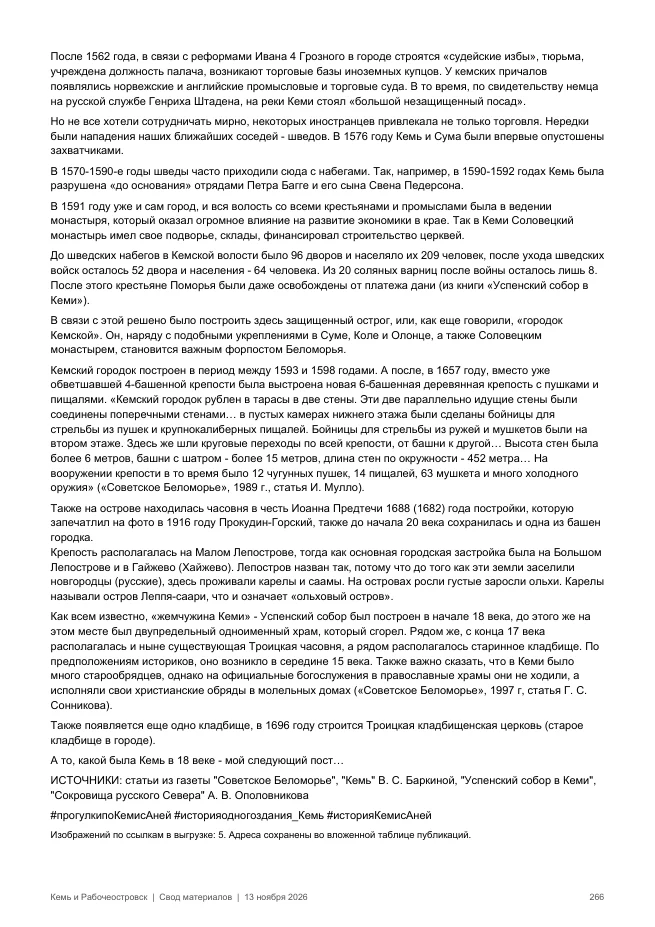 После 1562 года, в связи с реформами Ивана 4 Грозного в городе строятся «судейские избы», тюрьма,
учреждена должность палача, возникают торговые базы иноземных купцов. У кемских причалов
появлялись норвежские и английские промысловые и торговые суда. В то время, по свидетельству немца
на русской службе Генриха Штадена, на реки Кеми стоял «большой незащищенный посад».
Но не все хотели сотрудничать мирно, некоторых иностранцев привлекала не только торговля. Нередки
были нападения наших ближайших соседей - шведов. В 1576 году Кемь и Сума были впервые опустошены
захватчиками.
В 1570-1590-е годы шведы часто приходили сюда с набегами. Так, например, в 1590-1592 годах Кемь была
разрушена «до основания» отрядами Петра Багге и его сына Свена Педерсона.
В 1591 году уже и сам город, и вся волость со всеми крестьянами и промыслами была в ведении
монастыря, который оказал огромное влияние на развитие экономики в крае. Так в Кеми Соловецкий
монастырь имел свое подворье, склады, финансировал строительство церквей.
До шведских набегов в Кемской волости было 96 дворов и населяло их 209 человек, после ухода шведских
войск осталось 52 двора и населения - 64 человека. Из 20 соляных варниц после войны осталось лишь 8.
После этого крестьяне Поморья были даже освобождены от платежа дани (из книги «Успенский собор в
Кеми»).
В связи с этой решено было построить здесь защищенный острог, или, как еще говорили, «городок
Кемской». Он, наряду с подобными укреплениями в Суме, Коле и Олонце, а также Соловецким
монастырем, становится важным форпостом Беломорья.
Кемский городок построен в период между 1593 и 1598 годами. А после, в 1657 году, вместо уже
обветшавшей 4-башенной крепости была выстроена новая 6-башенная деревянная крепость с пушками и
пищалями. «Кемский городок рублен в тарасы в две стены. Эти две параллельно идущие стены были
соединены поперечными стенами… в пустых камерах нижнего этажа были сделаны бойницы для
стрельбы из пушек и крупнокалиберных пищалей. Бойницы для стрельбы из ружей и мушкетов были на
втором этаже. Здесь же шли круговые переходы по всей крепости, от башни к другой… Высота стен была
более 6 метров, башни с шатром - более 15 метров, длина стен по окружности - 452 метра… На
вооружении крепости в то время было 12 чугунных пушек, 14 пищалей, 63 мушкета и много холодного
оружия» («Советское Беломорье», 1989 г., статья И. Мулло).
Также на острове находилась часовня в честь Иоанна Предтечи 1688 (1682) года постройки, которую
запечатлил на фото в 1916 году Прокудин-Горский, также до начала 20 века сохранилась и одна из башен
городка.
Крепость располагалась на Малом Лепострове, тогда как основная городская застройка была на Большом
Лепострове и в Гайжево (Хайжево). Лепостров назван так, потому что до того как эти земли заселили
новгородцы (русские), здесь проживали карелы и саамы. На островах росли густые заросли ольхи. Карелы
называли остров Леппя-саари, что и означает «ольховый остров».
Как всем известно, «жемчужина Кеми» - Успенский собор был построен в начале 18 века, до этого же на
этом месте был двупредельный одноименный храм, который сгорел. Рядом же, с конца 17 века
располагалась и ныне существующая Троицкая часовня, а рядом располагалось старинное кладбище. По
предположениям историков, оно возникло в середине 15 века. Также важно сказать, что в Кеми было
много старообрядцев, однако на официальные богослужения в православные храмы они не ходили, а
исполняли свои христианские обряды в молельных домах («Советское Беломорье», 1997 г, статья Г. С.
Сонникова).
Также появляется еще одно кладбище, в 1696 году строится Троицкая кладбищенская церковь (старое
кладбище в городе).
А то, какой была Кемь в 18 веке - мой следующий пост…
ИСТОЧНИКИ: статьи из газеты "Советское Беломорье", "Кемь" В. С. Баркиной, "Успенский собор в Кеми",
"Сокровища русского Севера" А. В. Ополовникова
#прогулкипоКемисАней #историяодногоздания_Кемь #историяКемисАней
Изображений по ссылкам в выгрузке: 5. Адреса сохранены во вложенной таблице публикаций.
Кемь и Рабочеостровск | Свод материалов | 13 ноября 2026
266